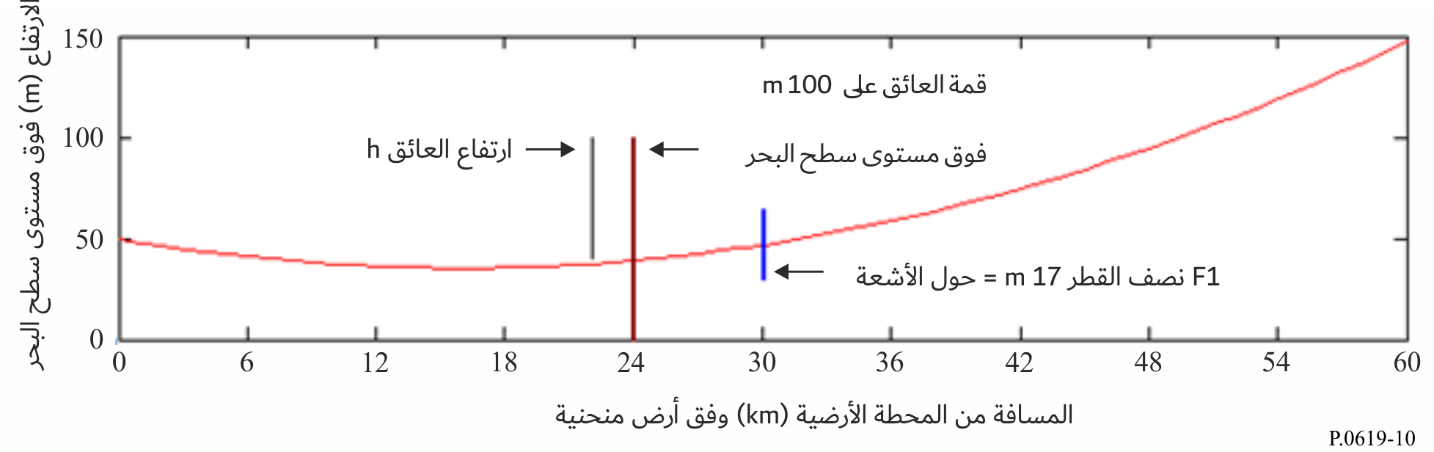 الارتفاع (m) فوق مستوى سطح البحر
150
100
50
0
قمة العائق على 100 m
فوق مستوى سطح البحر
ارتفاع العائق h
F1 نصف القطر 17 m = حول الأشعة
0 6 12 18 24 30 36 42 48 54 60
المسافة من المحطة الأرضية (km) وفق أرض منحنية
P.0619-10